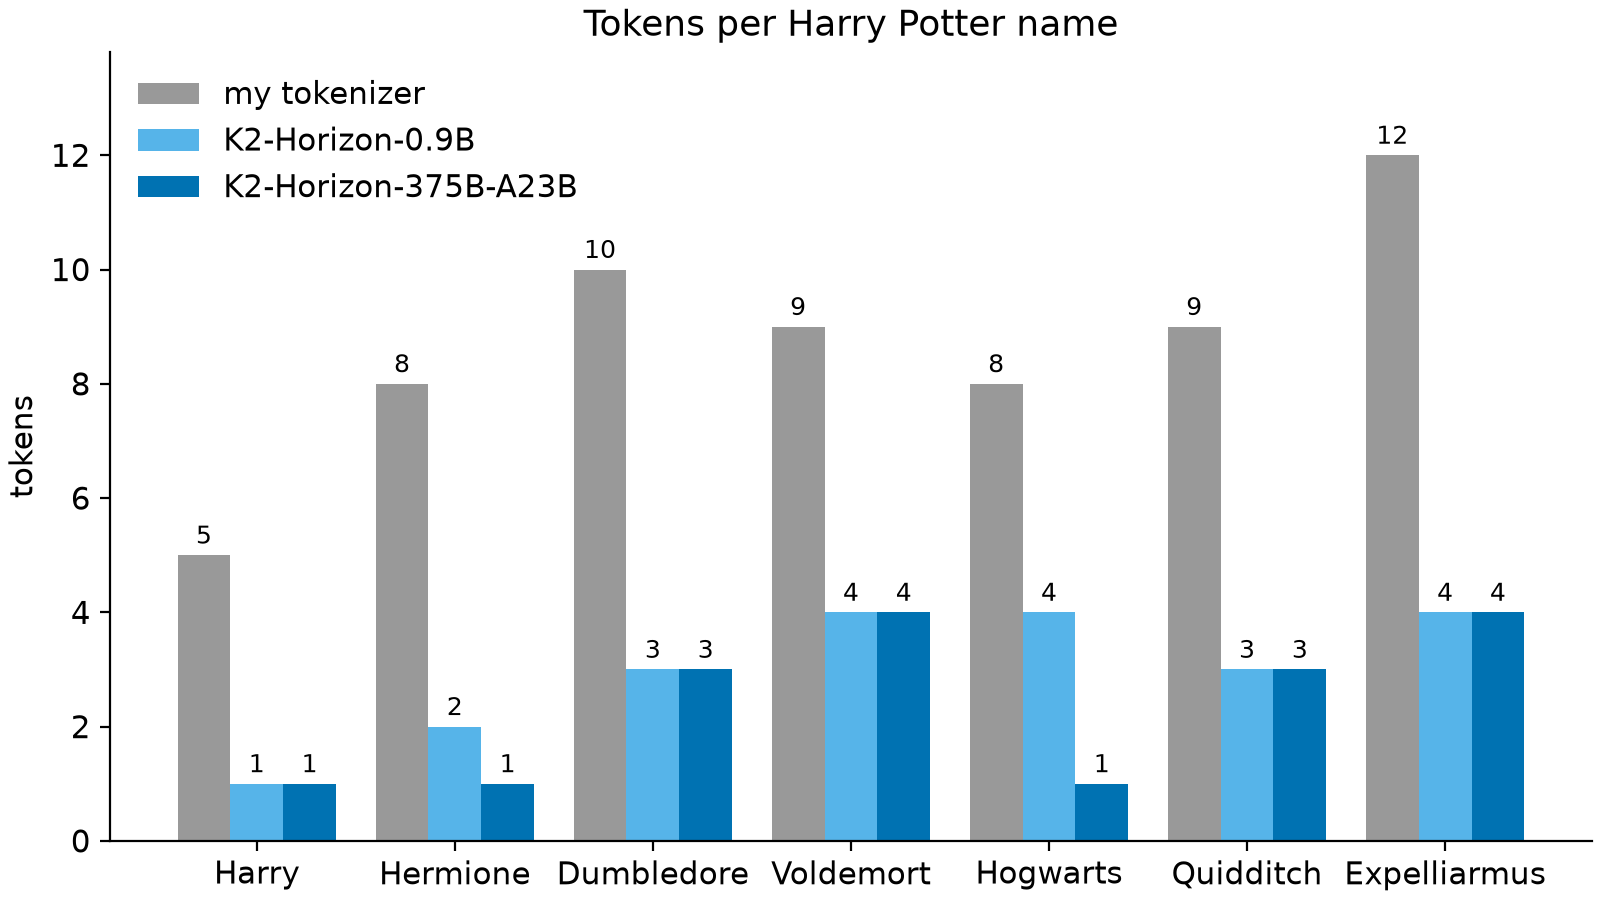 Tokens per Harry Potter name
my tokenizer
K2-Horizon-0.9B
K2-Horizon-375B-A23B
tokens
12
10
8
6
4
2
0
5 1 1
8 2 1
10 3 3
9 4 4
8 4 1
9 3 3
12 4 4
Harry Hermione Dumbledore Voldemort Hogwarts Quidditch Expelliarmus